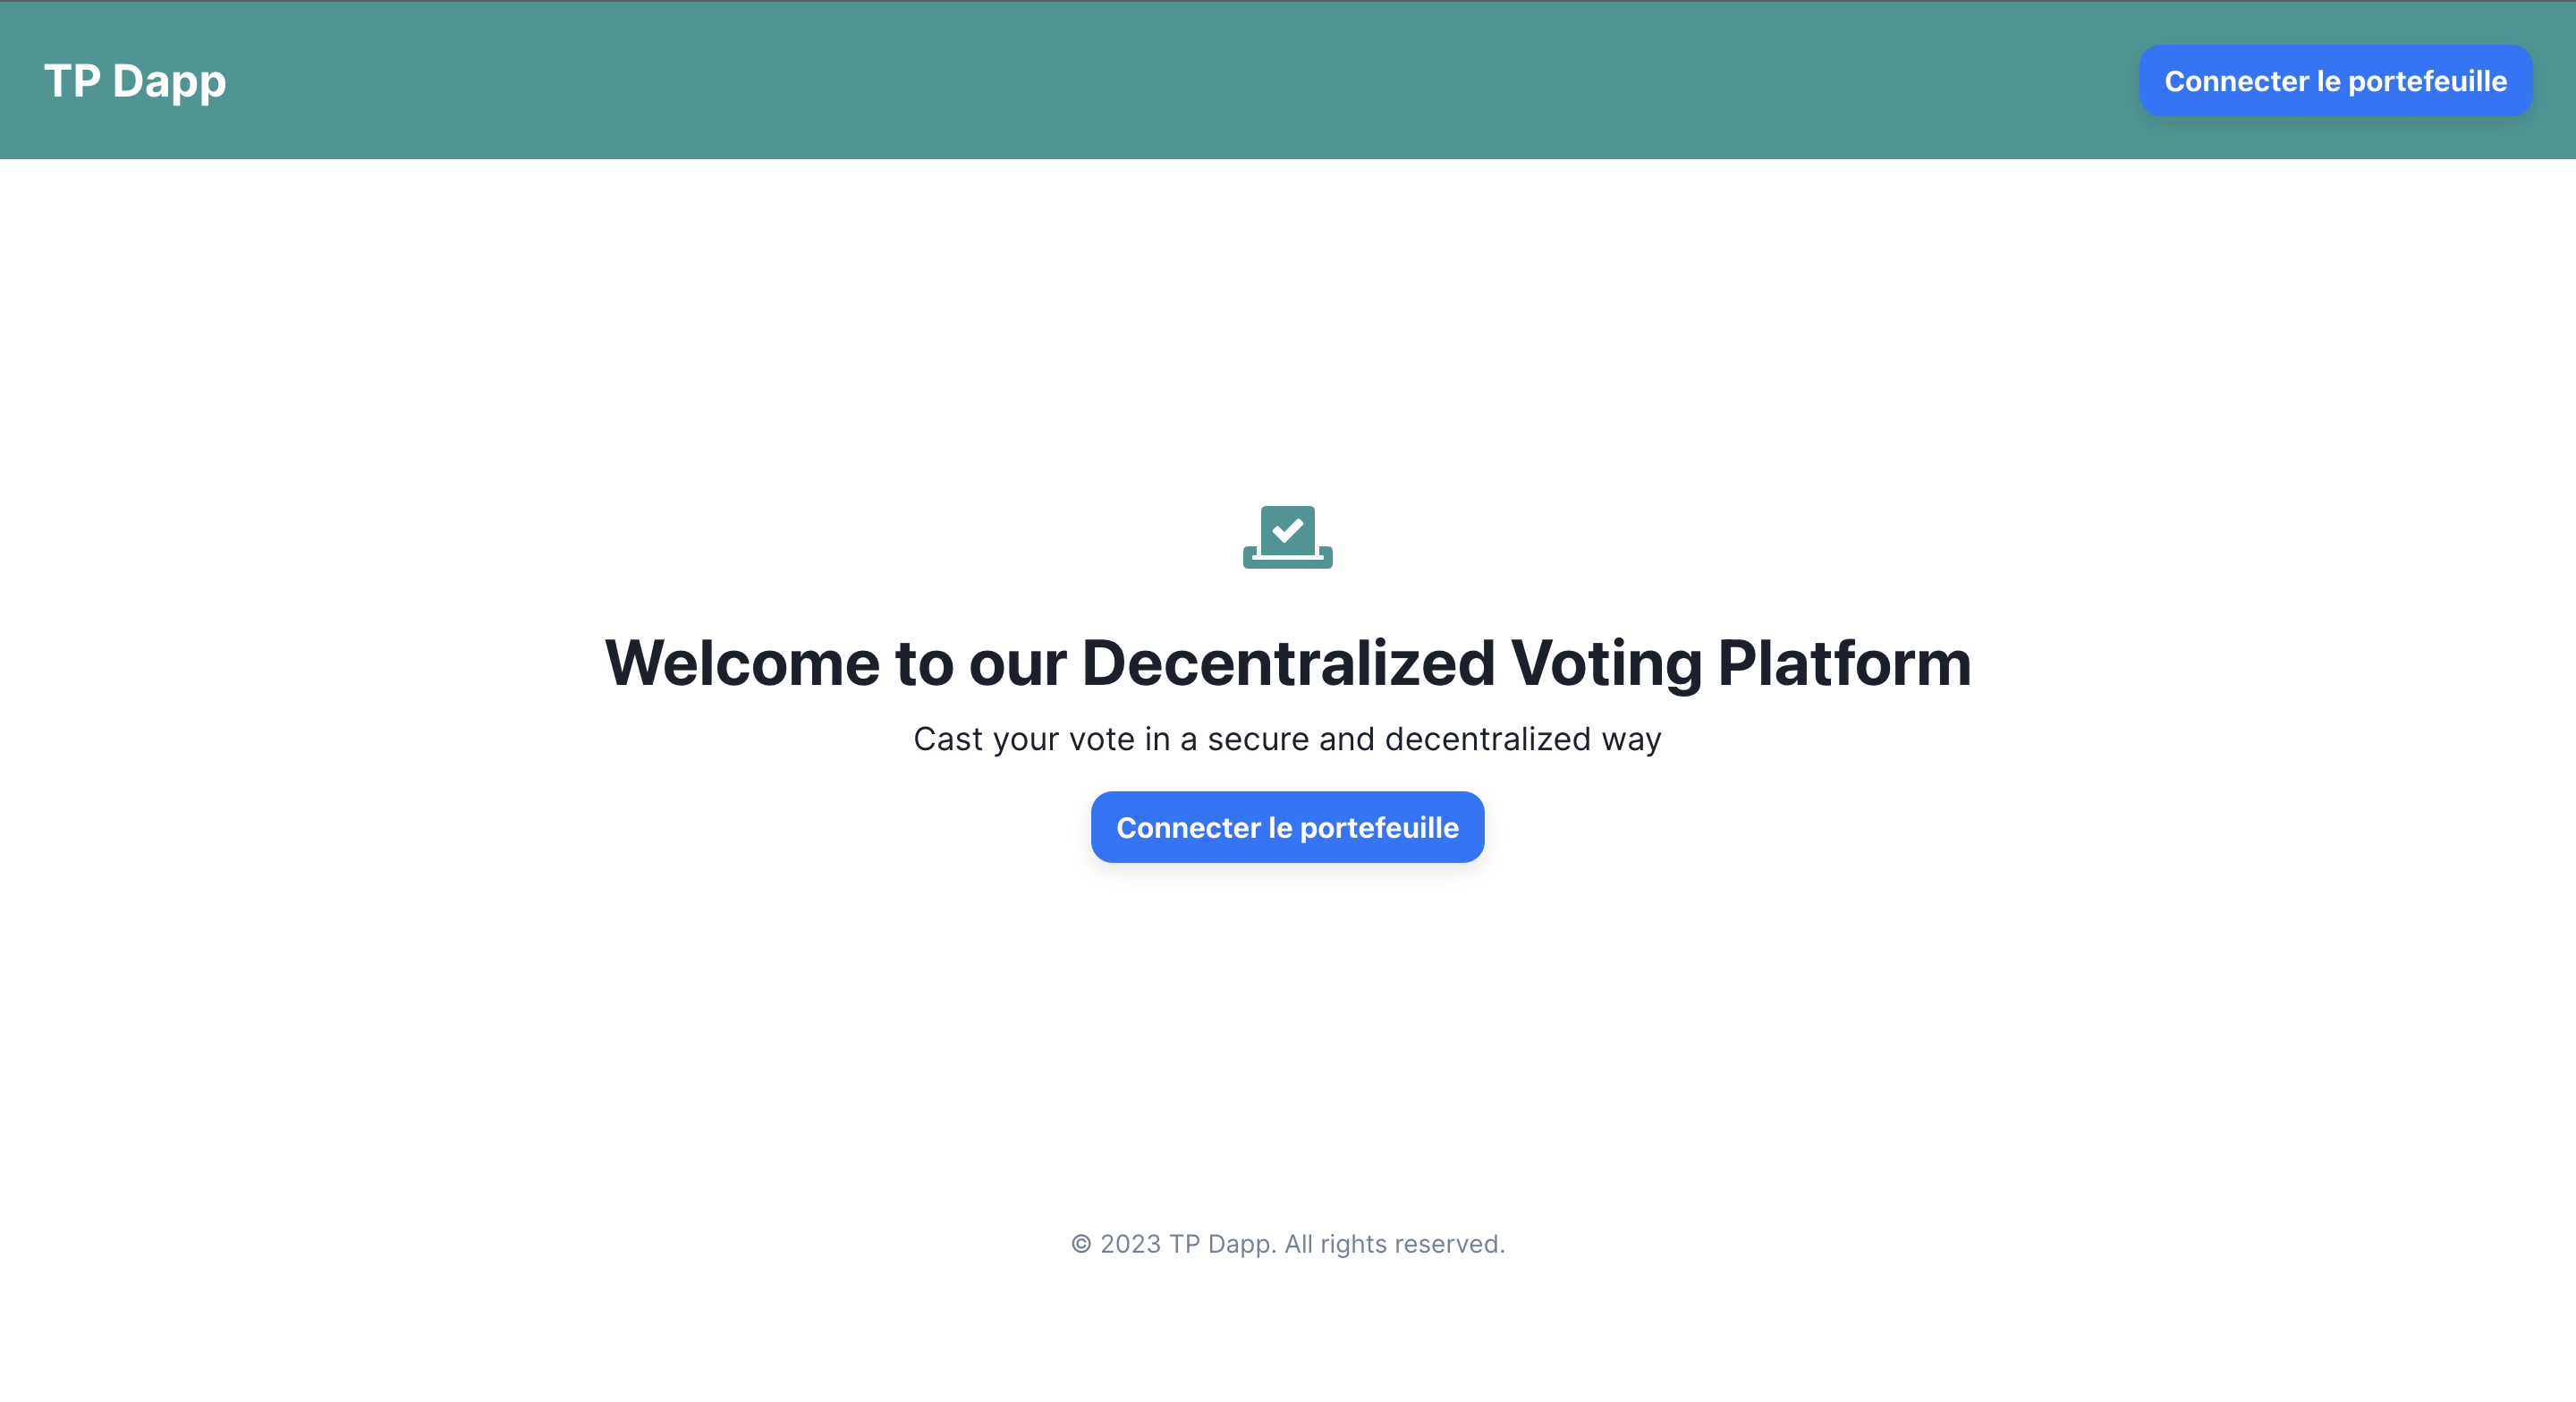 TP Dapp
Connecter le portefeuille
Welcome to our Decentralized Voting Platform
Cast your vote in a secure and decentralized way
Connecter le portefeuille
© 2023 TP Dapp. All rights reserved.